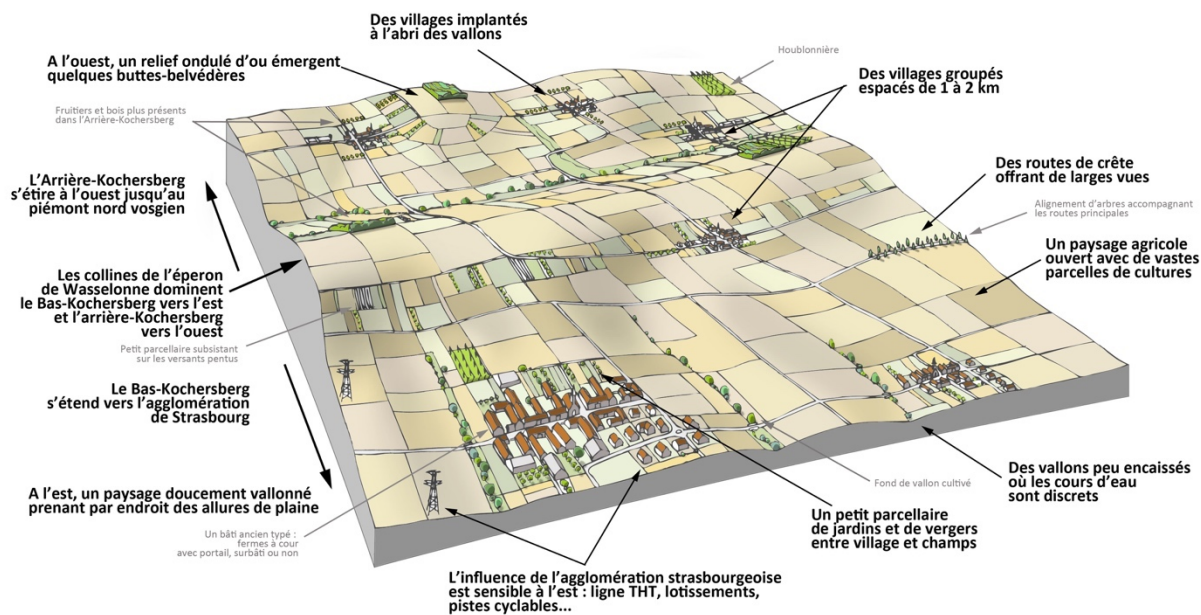 Des villages implantés
à l'abri des vallons
A l'ouest, un relief ondulé d'ou émergent
quelques buttes-belvédères
Houblonnière
Des villages groupés
espacés de 1 à 2 km
Fruitiers et bois plus présents
dans l'Arrière-Kochersberg
L'Arrière-Kochersberg
s'étire à l'ouest jusqu'au
piémont nord vosgien
Des routes de crête
offrant de larges vues
Alignement d'arbres accompagnant
les routes principales
Un paysage agricole
ouvert avec de vastes
parcelles de cultures
Les collines de l'éperon
de Wasselonne dominent
le Bas-Kochersberg vers l'est
et l'arrière-Kochersberg
vers l'ouest
Petit parcellaire subsistant
sur les versants pentus
Le Bas-Kochersberg
s'étend vers l'agglomération
de Strasbourg
A l'est, un paysage doucement vallonné
prenant par endroit des allures de plaine
Un bâti ancien typé :
fermes à cour
avec portail, surbâti ou non
Fond de vallon cultivé
Des vallons peu encaissés
où les cours d'eau
sont discrets
Un petit parcellaire
de jardins et de vergers
entre village et champs
L'influence de l'agglomération strasbourgeoise
est sensible à l'est : ligne THT, lotissements,
pistes cyclables...